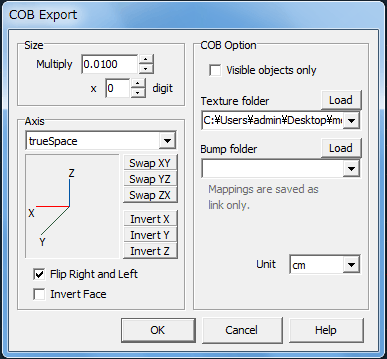 COB Export
Size
Multiply 0.0100
x 0 digit
Axis
trueSpace
Z
X
Y
Swap XY
Swap YZ
Swap ZX
Invert X
Invert Y
Invert Z
Flip Right and Left
Invert Face
COB Option
Visible objects only
Texture folder Load
C:¥Users¥admin¥Desktop¥m
Bump folder Load
Mappings are saved as
link only.
Unit cm
OK Cancel Help